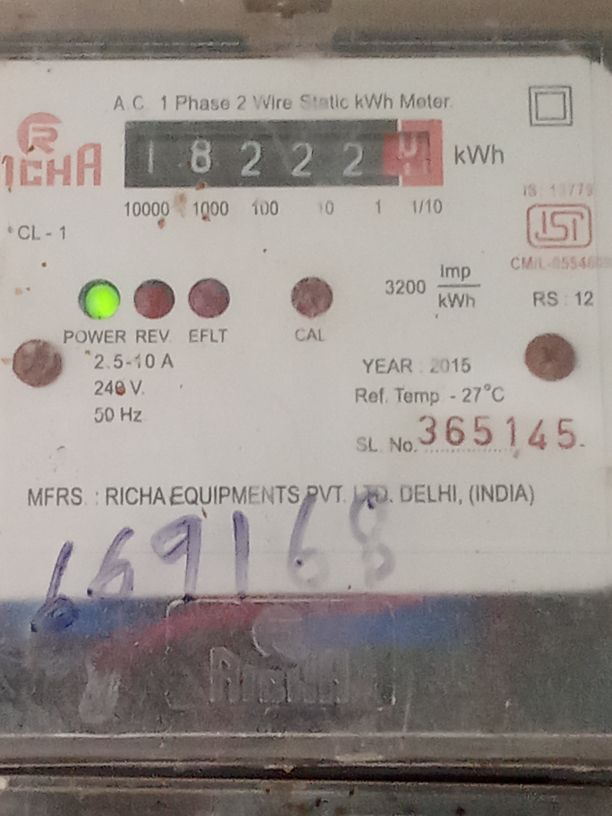 A.C. 1 Phase 2 Wire Static kWh Meter.
RICHA
1 8 2 2 2 kWh
10000 1000 100 10 1 1/10
CL - 1
ISI
3200 Imp/kWh
RS : 12
POWER REV. EFLT CAL
2.5-10 A
240 V.
50 Hz
YEAR : 2015
Ref. Temp - 27°C
SL. No. 365145
MFRS. : RICHA EQUIPMENTS PVT. LTD. DELHI, (INDIA)
669168
RICHA